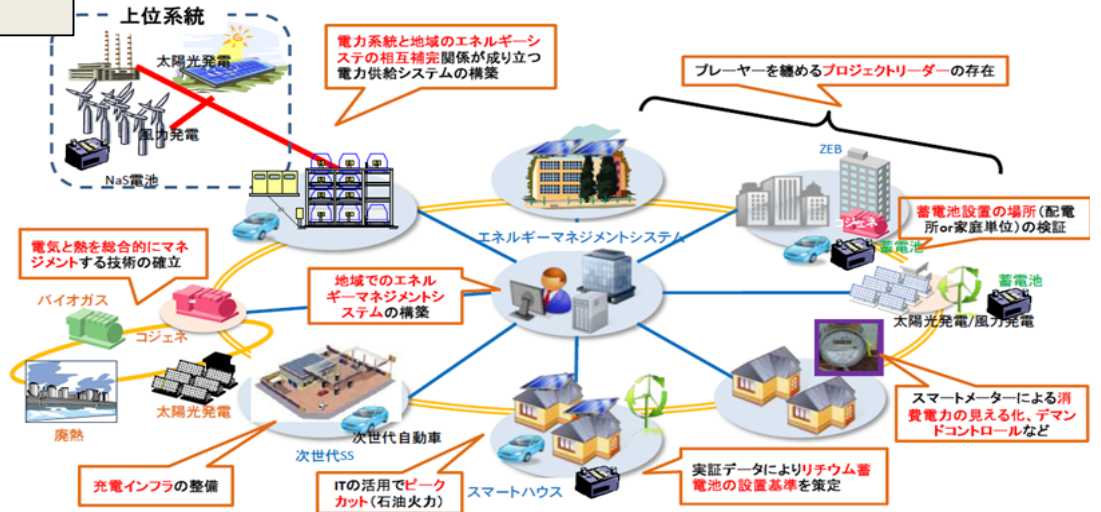 上位系統
太陽光発電
風力発電
NaS電池
電力系統と地域のエネルギーシ
ステの相互補完関係が成り立つ
電力供給システムの構築
プレーヤーを纏めるプロジェクトリーダーの存在
ZEB
コジェネ
蓄電池設置の場所(配電
所or家庭単位)の検証
蓄電池
エネルギーマネジメントシステム
電気と熱を総合的にマネ
ジメントする技術の確立
地域でのエネル
ギーマネジメントシ
ステムの構築
蓄電池
太陽光発電/風力発電
バイオガス
コジェネ
太陽光発電
廃熱
スマートメーターによる消
費電力の見える化、デマン
ドコントロールなど
次世代自動車
次世代SS
充電インフラの整備
ITの活用でピーク
カット(石油火力)
スマートハウス
実証データによりリチウム蓄
電池の設置基準を策定